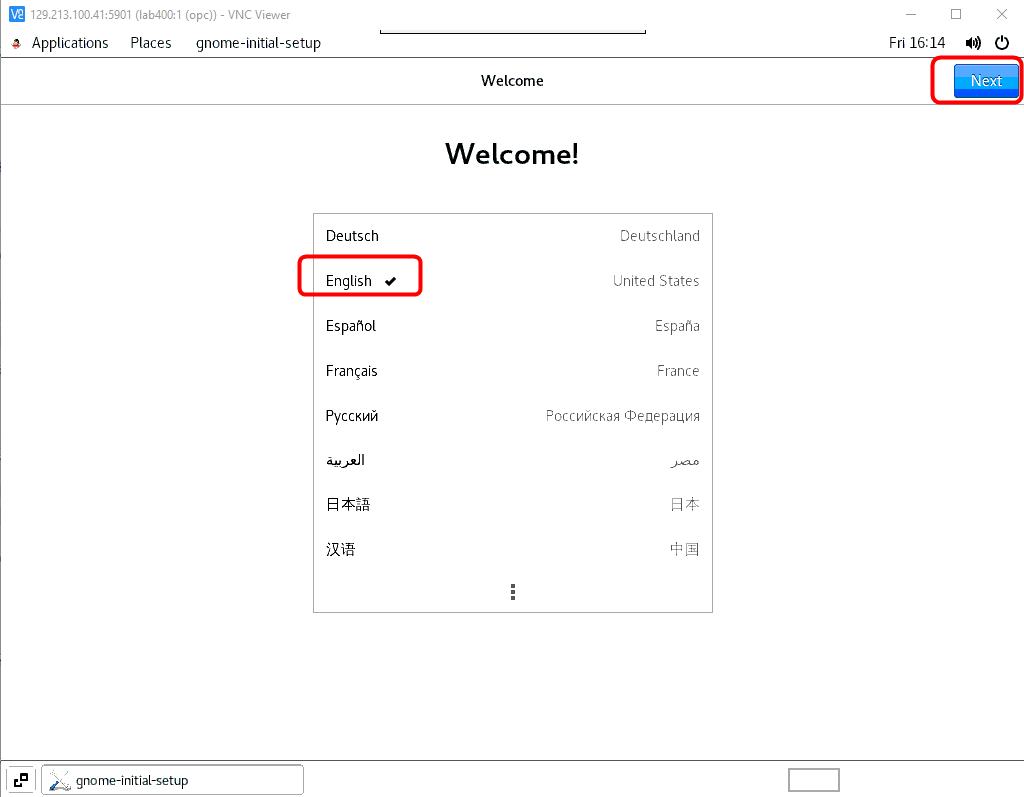 129.213.100.41:5901 (lab400:1 (opc)) - VNC Viewer
Applications Places gnome-initial-setup Fri 16:14
Welcome Next
Welcome!
Deutsch Deutschland
English United States
Español España
Français France
Русский Российская Федерация
العربية مصر
日本語 日本
汉语 中国
gnome-initial-setup